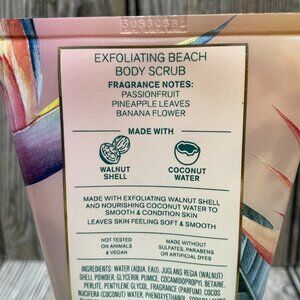 EXFOLIATING BEACH
BODY SCRUB
FRAGRANCE NOTES:
PASSIONFRUIT
PINEAPPLE LEAVES
BANANA FLOWER
MADE WITH
WALNUT
SHELL
COCONUT
WATER
MADE WITH EXFOLIATING WALNUT SHELL
AND NOURISHING COCONUT WATER TO
SMOOTH & CONDITION SKIN
LEAVES SKIN FEELING SOFT & SMOOTH
NOT TESTED
ON ANIMALS
& VEGAN
MADE WITHOUT
SULFATES, PARABENS
OR ARTIFICIAL DYES
INGREDIENTS: WATER (AQUA, EAU), JUGLANS REGIA (WALNUT)
SHELL POWDER, GLYCERIN, PUMICE, COCAMIDOPROPYL BETAINE,
PERLITE, PENTYLENE GLYCOL, FRAGRANCE (PARFUM), COCOS
NUCIFERA (COCONUT) WATER, PHENOXYETHANOL,